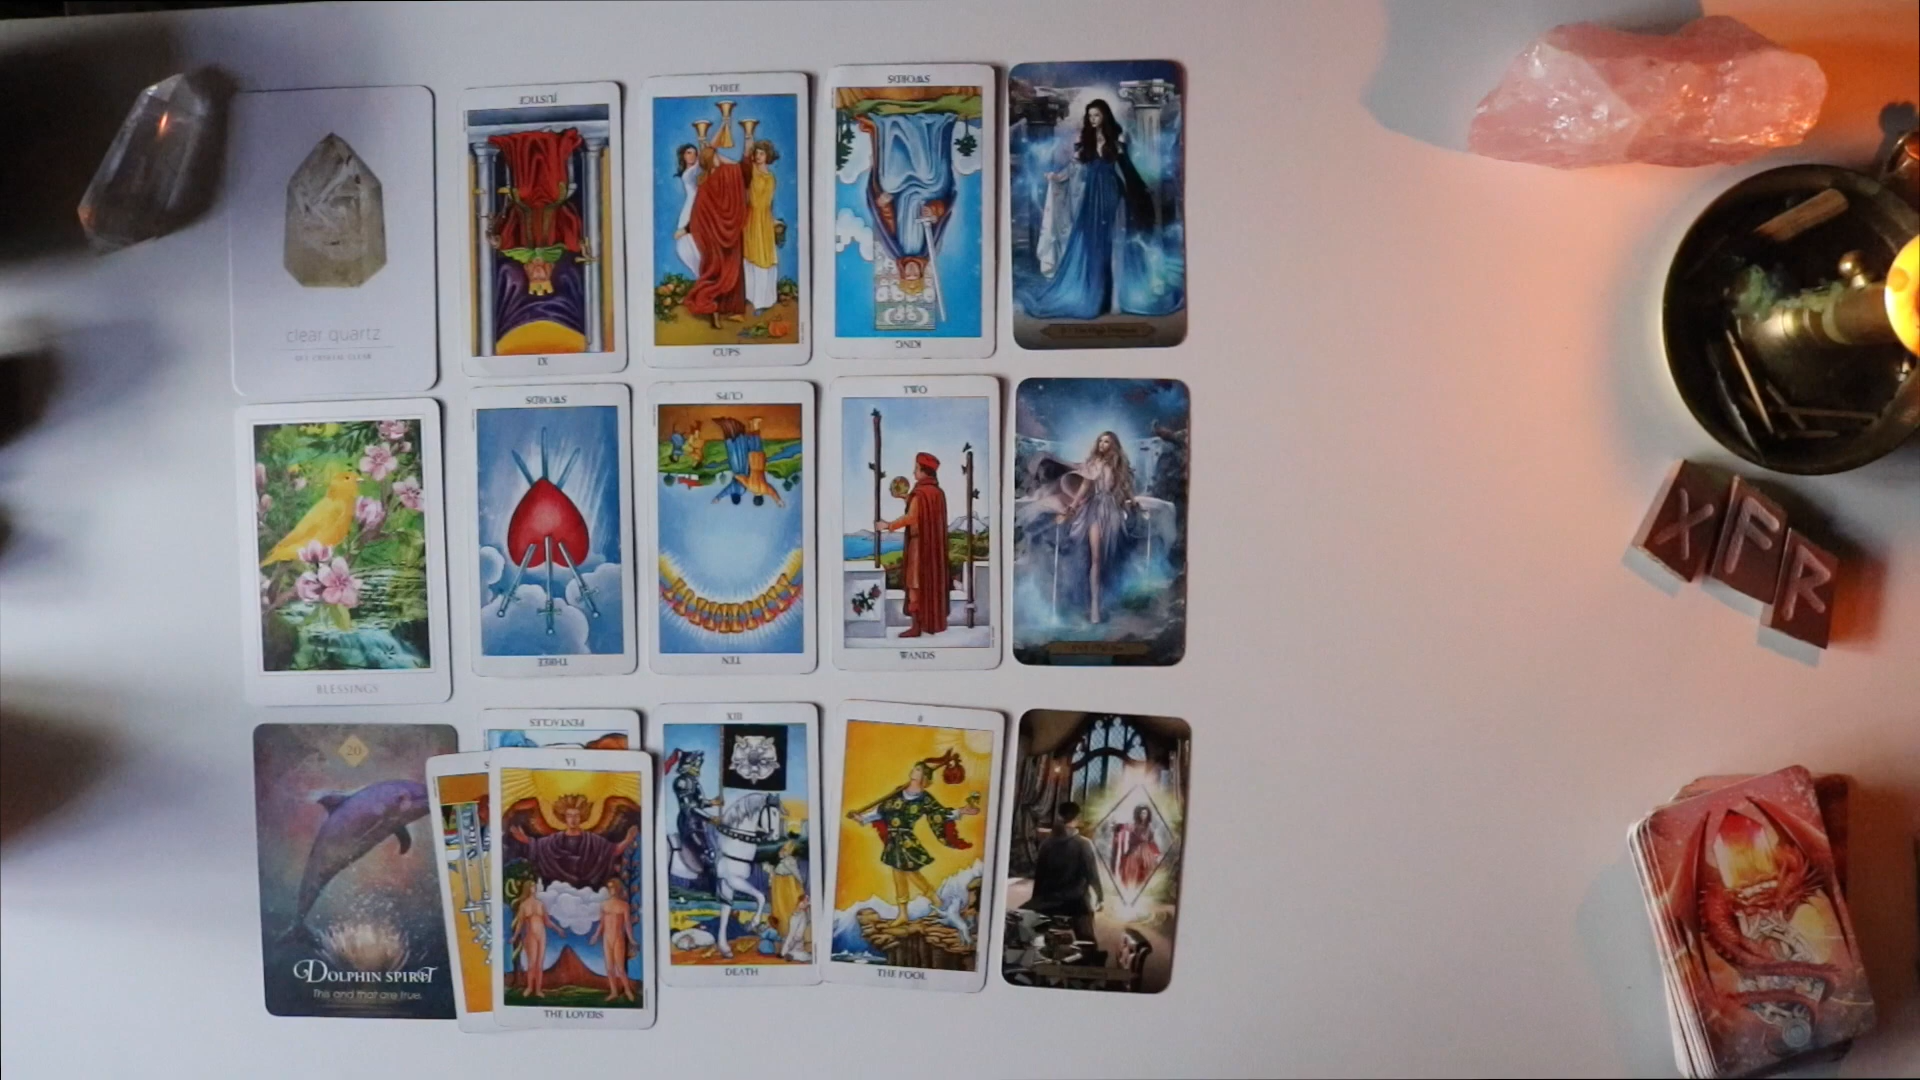 clear quartz
JUSTICE
XI
THREE
CUPS
SWORDS
KING
BLESSINGS
SWORDS
THREE
CUPS
TEN
TWO
WANDS
X F R
20
DOLPHIN SPIRIT
This and that are true.
PENTACLES
VI
THE LOVERS
XIII
DEATH
0
THE FOOL